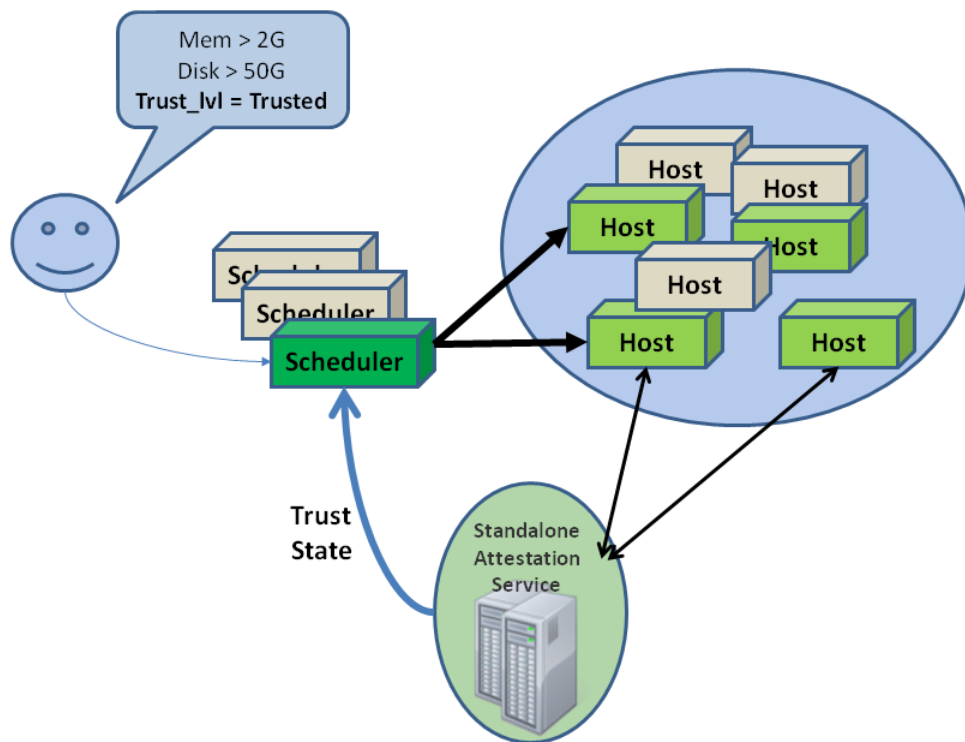 Mem > 2G
Disk > 50G
Trust_lvl = Trusted
Host
Host
Host
Host
Host
Host
Host
Scheduler
Scheduler
Scheduler
Trust
State
Standalone
Attestation
Service